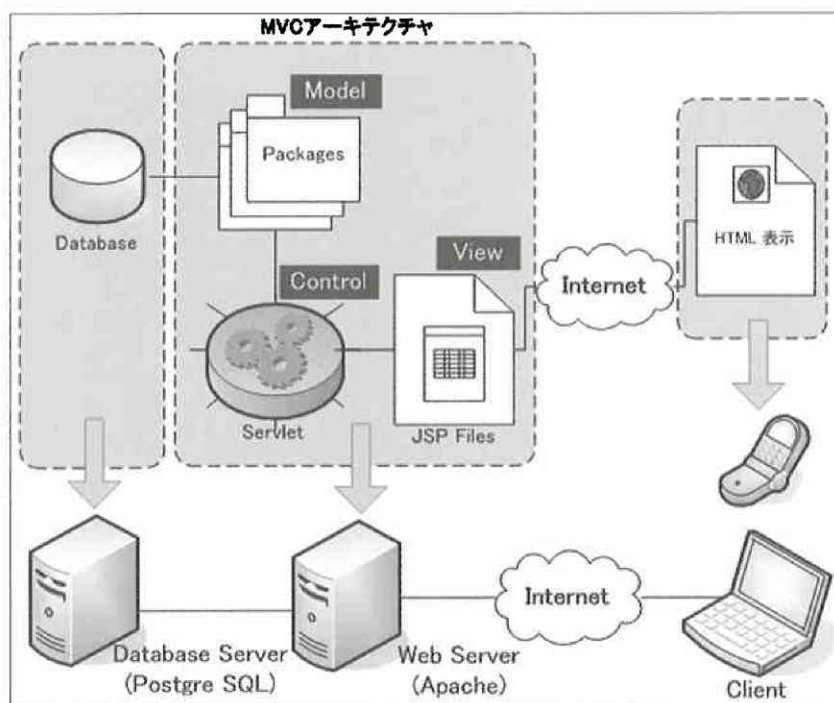 MVCアーキテクチャ
Model
Packages
Database
Control
View
Internet
HTML 表示
Servlet
JSP Files
Internet
Database Server
(Postgre SQL)
Web Server
(Apache)
Client